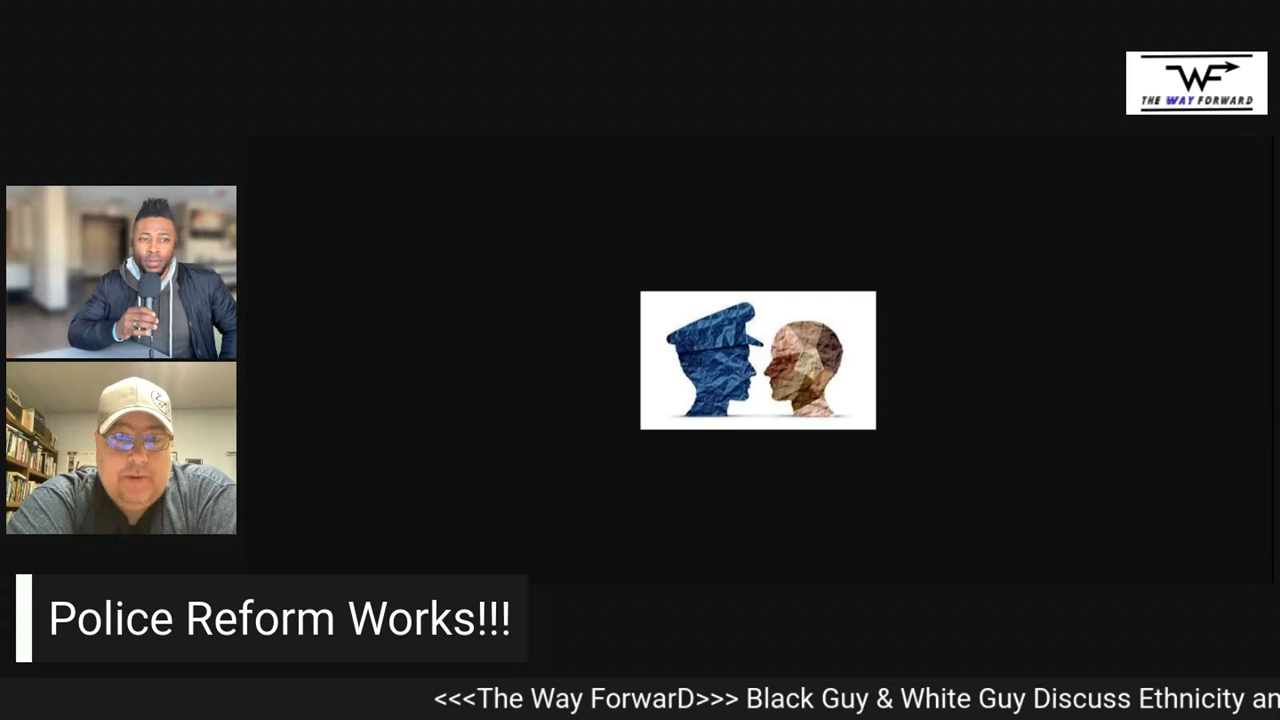 WF
THE WAY FORWARD
Police Reform Works!!!
<<<The Way ForwarD>>> Black Guy & White Guy Discuss Ethnicity an